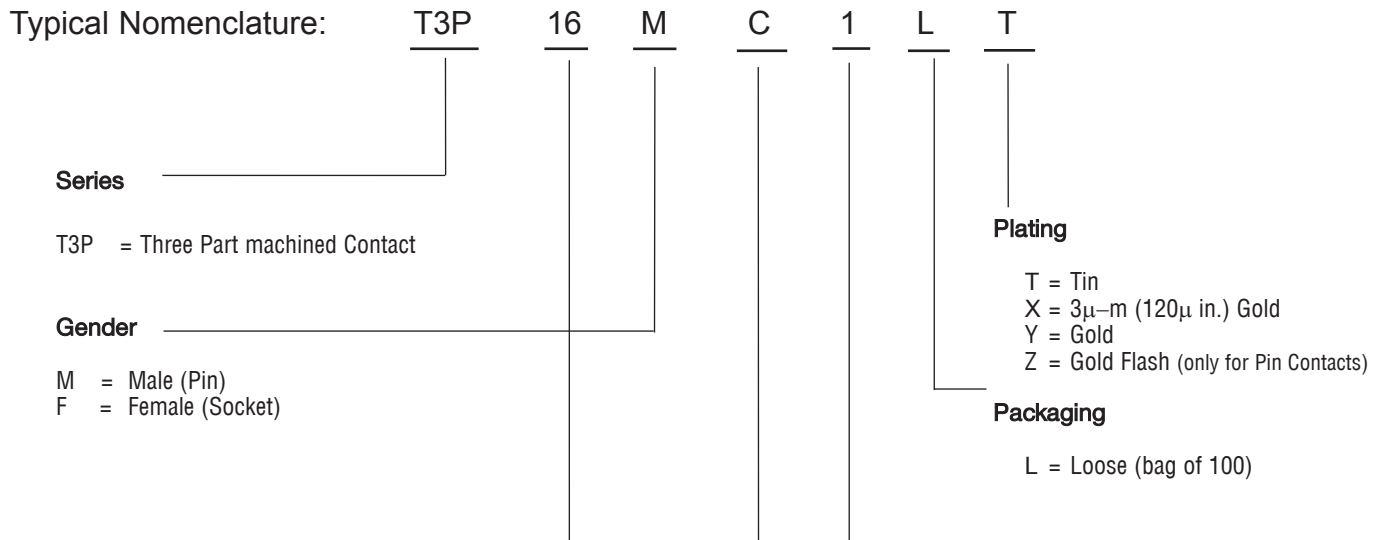 Typical Nomenclature: T3P 16 M C 1 L T
Series
T3P = Three Part machined Contact
Gender
M = Male (Pin)
F = Female (Socket)
Plating
T = Tin
X = 3μ–m (120μ in.) Gold
Y = Gold
Z = Gold Flash (only for Pin Contacts)
Packaging
L = Loose (bag of 100)